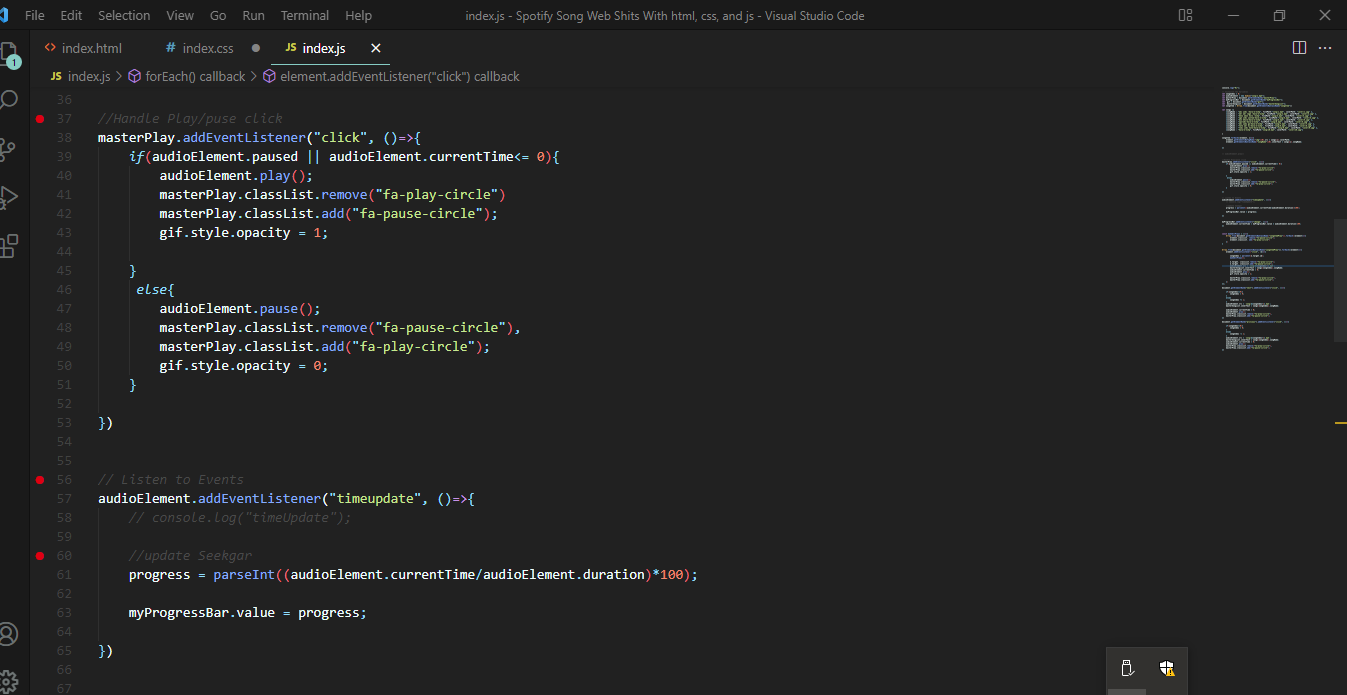 File Edit Selection View Go Run Terminal Help index.js - Spotify Song Web Shits With html, css, and js - Visual Studio Code
<> index.html # index.css ● JS index.js ×
1
JS index.js > forEach() callback > element.addEventListener("click") callback
36
37 //Handle Play/puse click
38 masterPlay.addEventListener("click", ()=>{
39 if(audioElement.paused || audioElement.currentTime<= 0){
40 audioElement.play();
41 masterPlay.classList.remove("fa-play-circle")
42 masterPlay.classList.add("fa-pause-circle");
43 gif.style.opacity = 1;
44
45 }
46 else{
47 audioElement.pause();
48 masterPlay.classList.remove("fa-pause-circle"),
49 masterPlay.classList.add("fa-play-circle");
50 gif.style.opacity = 0;
51 }
52
53 })
54
55
56 // Listen to Events
57 audioElement.addEventListener("timeupdate", ()=>{
58 // console.log("timeUpdate");
59
60 //update Seekgar
61 progress = parseInt((audioElement.currentTime/audioElement.duration)*100);
62
63 myProgressBar.value = progress;
64
65 })
66
67